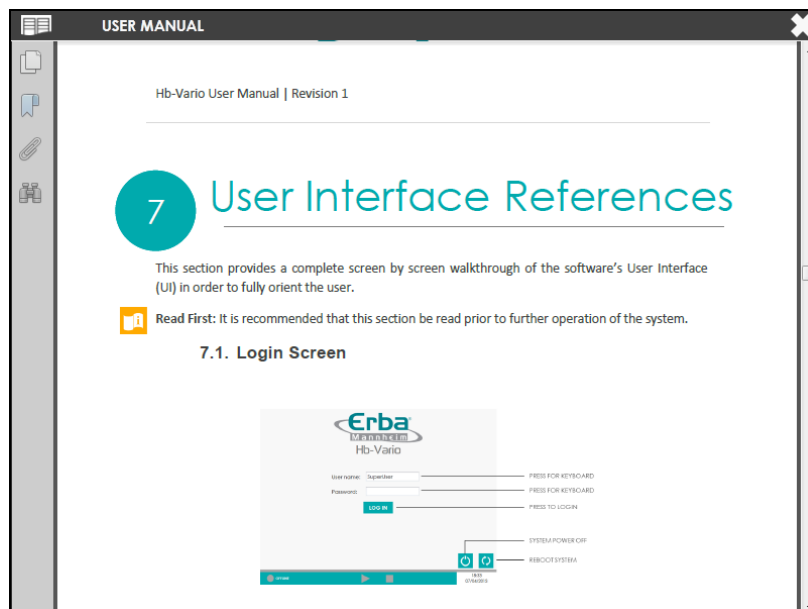 USER MANUAL
Hb-Vario User Manual | Revision 1
7
User Interface References
This section provides a complete screen by screen walkthrough of the software's User Interface
(UI) in order to fully orient the user.
Read First: It is recommended that this section be read prior to further operation of the system.
7.1. Login Screen
Erba
Mannheim
Hb-Vario
User name: SuperUser
PRESS FOR KEYBOARD
Password:
PRESS FOR KEYBOARD
LOG IN
PRESS TO LOGIN
SYSTEM POWER OFF
REBOOT SYSTEM